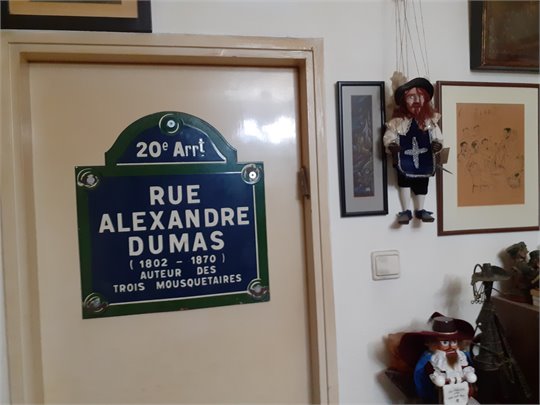 20e Arrt
RUE
ALEXANDRE
DUMAS
( 1802 - 1870 )
AUTEUR DES
TROIS MOUSQUETAIRES